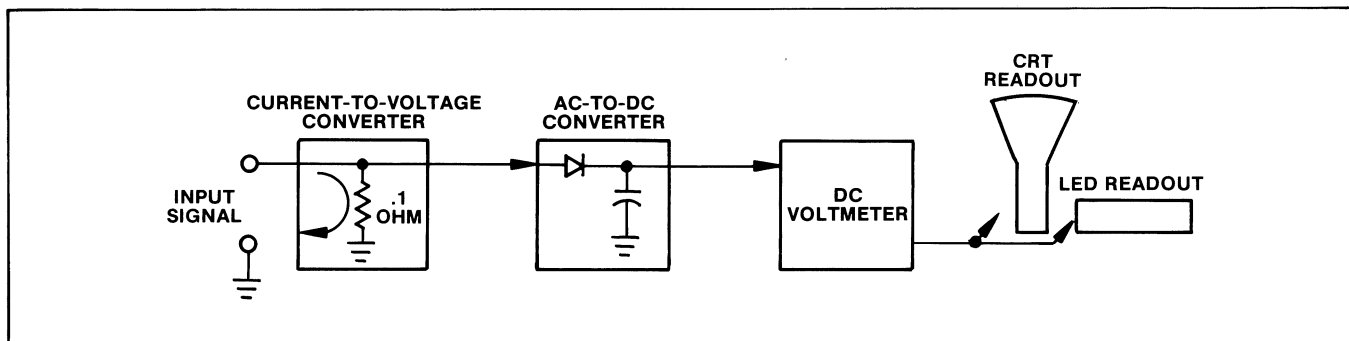 CRT
READOUT
CURRENT-TO-VOLTAGE
CONVERTER
AC-TO-DC
CONVERTER
INPUT
SIGNAL
.1
OHM
DC
VOLTMETER
LED READOUT